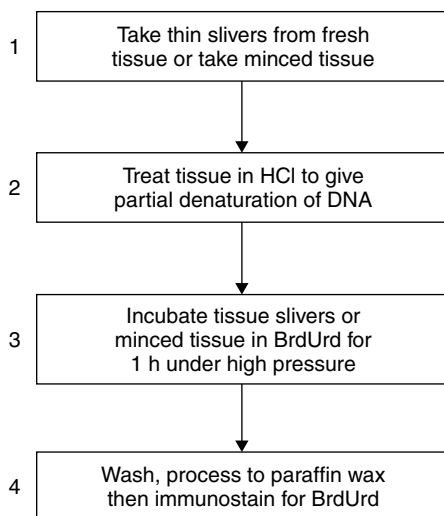 1
Take thin slivers from fresh
tissue or take minced tissue
2
Treat tissue in HCl to give
partial denaturation of DNA
3
Incubate tissue slivers or
minced tissue in BrdUrd for
1 h under high pressure
4
Wash, process to paraffin wax
then immunostain for BrdUrd